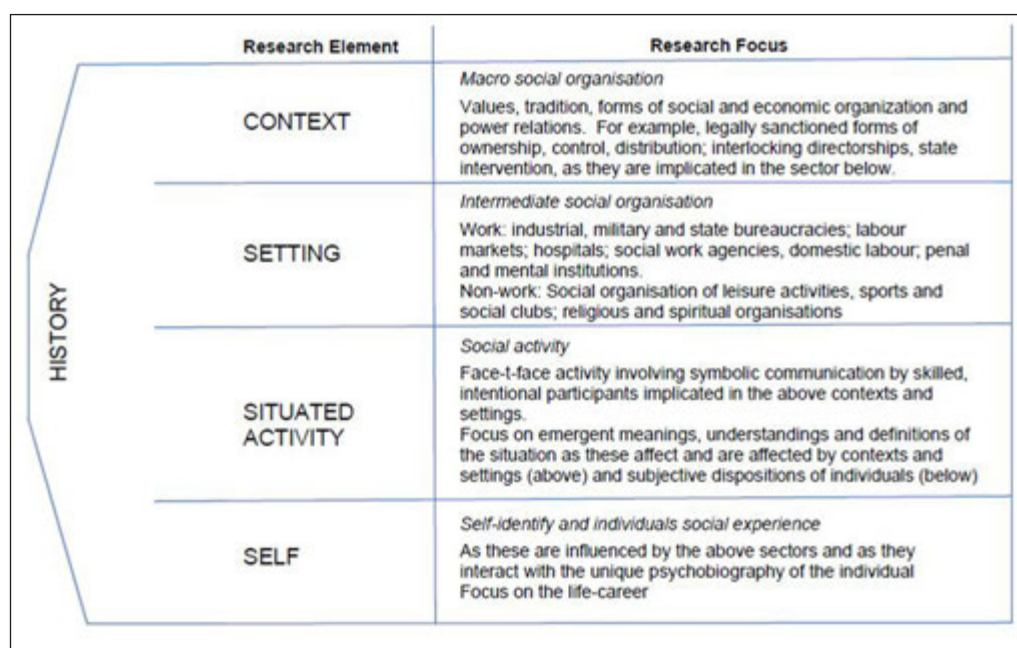 Research Element
Research Focus
HISTORY
CONTEXT
Macro social organisation
Values, tradition, forms of social and economic organization and
power relations. For example, legally sanctioned forms of
ownership, control, distribution; interlocking directorships, state
intervention, as they are implicated in the sector below.
SETTING
Intermediate social organisation
Work: industrial, military and state bureaucracies; labour
markets; hospitals; social work agencies, domestic labour; penal
and mental institutions.
Non-work: Social organisation of leisure activities, sports and
social clubs; religious and spiritual organisations
SITUATED
ACTIVITY
Social activity
Face-t-face activity involving symbolic communication by skilled,
intentional participants implicated in the above contexts and
settings.
Focus on emergent meanings, understandings and definitions of
the situation as these affect and are affected by contexts and
settings (above) and subjective dispositions of individuals (below)
SELF
Self-identify and individuals social experience
As these are influenced by the above sectors and as they
interact with the unique psychobiography of the individual
Focus on the life-career